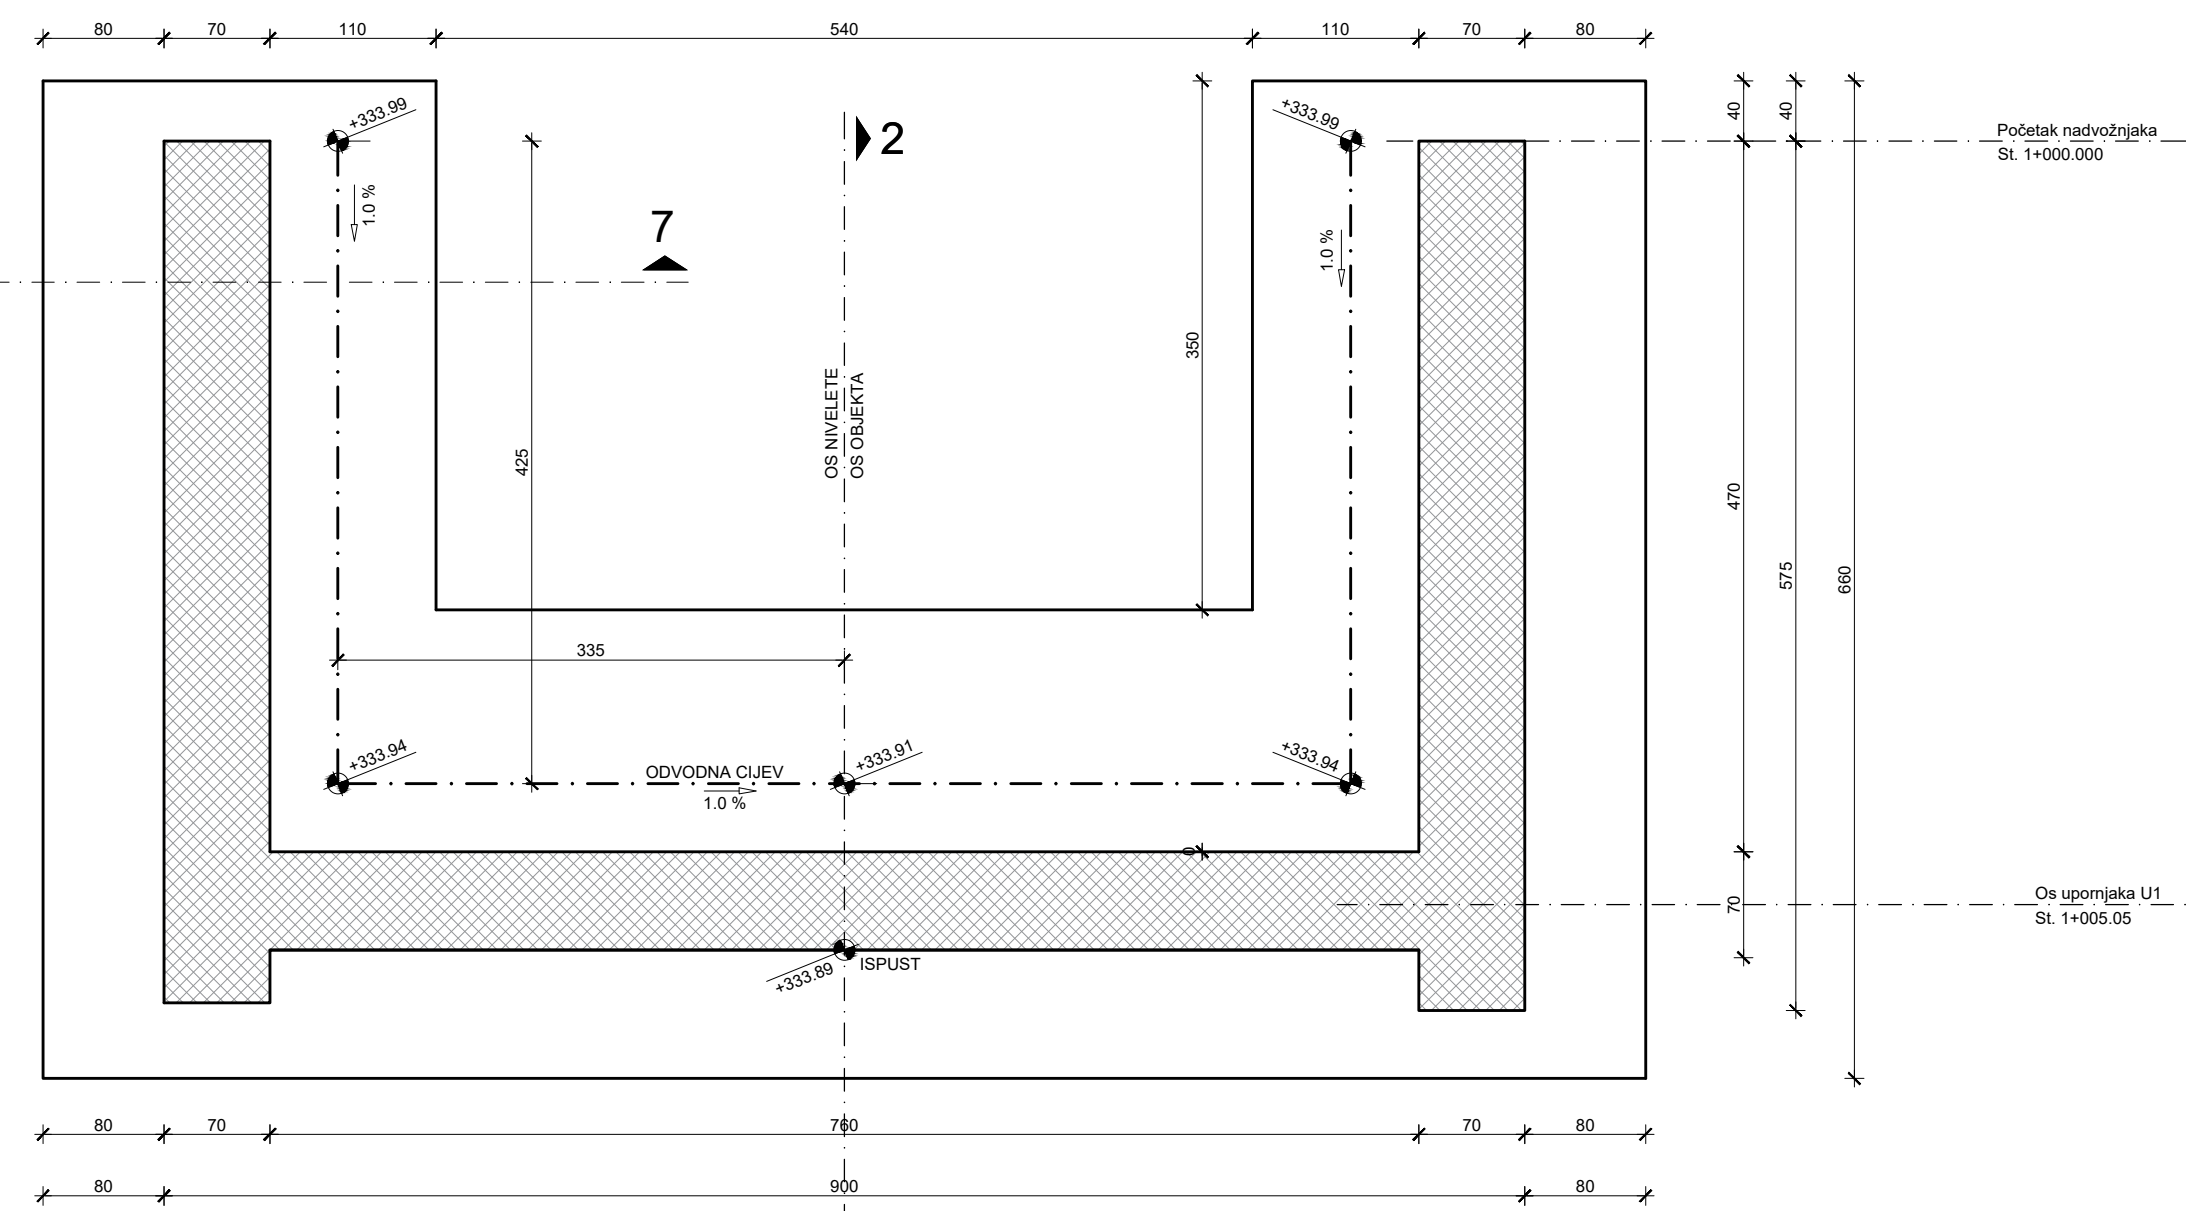 80 70 110 540 110 70 80
+333.99
+333.99
2
40
40
Početak nadvožnjaka
St. 1+000.000
1.0 %
7
1.0 %
350
OS NIVELETE
OS OBJEKTA
425
470
575
660
335
+333.94
ODVODNA CIJEV
1.0 %
+333.91
+333.94
0
70
Os upornjaka U1
St. 1+005.05
+333.89
ISPUST
80 70 760 70 80
80 900 80